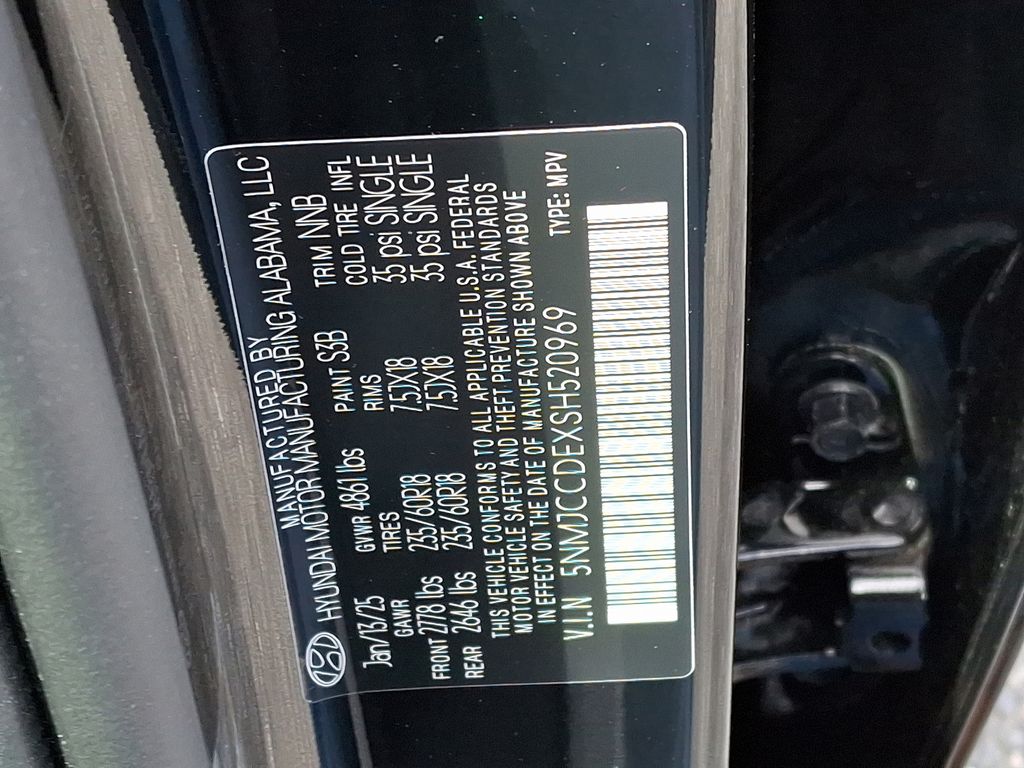 MANUFACTURED BY
HYUNDAI MOTOR MANUFACTURING ALABAMA, LLC
Jan/13/25 GVWR 4861 lbs PAINT S3B TRIM NNB
GAWR TIRES RIMS COLD TIRE INFL
FRONT 2778 lbs 235/60R18 7.5JX18 35 psi SINGLE
REAR 2646 lbs 235/60R18 7.5JX18 35 psi SINGLE
THIS VEHICLE CONFORMS TO ALL APPLICABLE U.S.A. FEDERAL
MOTOR VEHICLE SAFETY AND THEFT PREVENTION STANDARDS
IN EFFECT ON THE DATE OF MANUFACTURE SHOWN ABOVE
V.I.N 5NMJCCDEXSH520969 TYPE: MPV